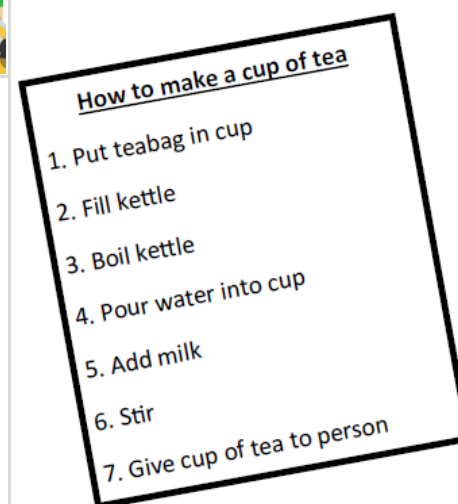 How to make a cup of tea
1. Put teabag in cup
2. Fill kettle
3. Boil kettle
4. Pour water into cup
5. Add milk
6. Stir
7. Give cup of tea to person